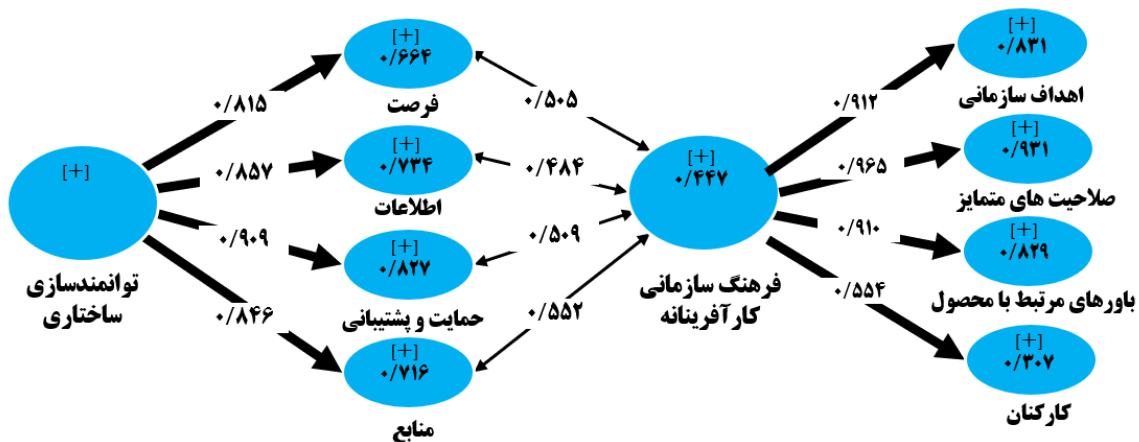 [+]
توانمندسازی
ساختاری
۰/۸۱۵
۰/۸۵۷
۰/۹۰۹
۰/۸۴۶
[+]
۰/۶۶۴
فرصت
[+]
۰/۷۳۴
اطلاعات
[+]
۰/۸۲۷
حمایت و پشتیبانی
[+]
۰/۷۱۶
منابع
۰/۵۰۵
۰/۴۸۴
۰/۵۰۹
۰/۵۵۲
[+]
۰/۴۴۷
فرهنگ سازمانی
کارآفرینانه
۰/۹۱۲
۰/۹۶۵
۰/۹۱۰
۰/۵۵۴
[+]
۰/۸۳۱
اهداف سازمانی
[+]
۰/۹۳۱
صلاحیت های متمایز
[+]
۰/۸۲۹
باورهای مرتبط با محصول
[+]
۰/۳۰۷
کارکنان